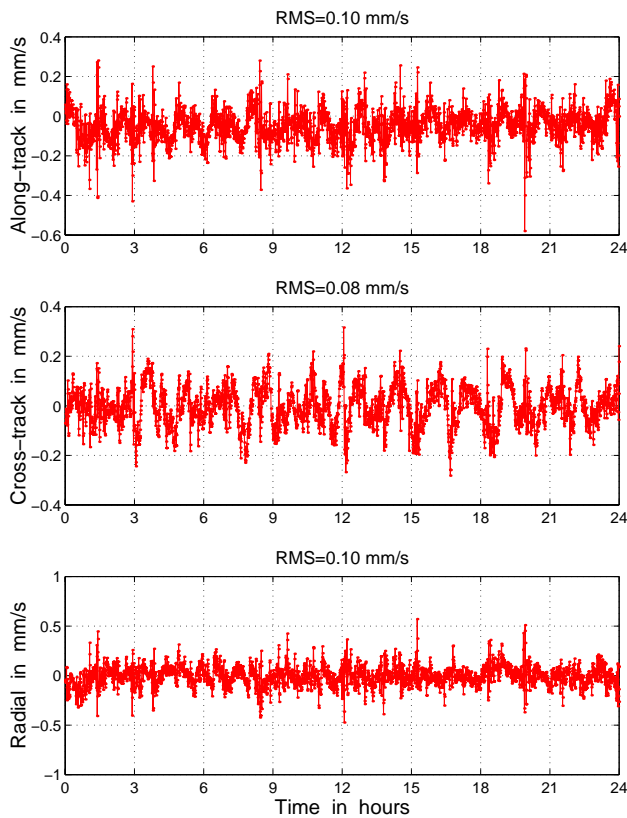 RMS=0.10 mm/s
Along−track in mm/s
0.4
0.2
0
−0.2
−0.4
−0.6
0 3 6 9 12 15 18 21 24
RMS=0.08 mm/s
Cross−track in mm/s
0.4
0.2
0
−0.2
−0.4
0 3 6 9 12 15 18 21 24
RMS=0.10 mm/s
Radial in mm/s
1
0.5
0
−0.5
−1
0 3 6 9 12 15 18 21 24
Time in hours